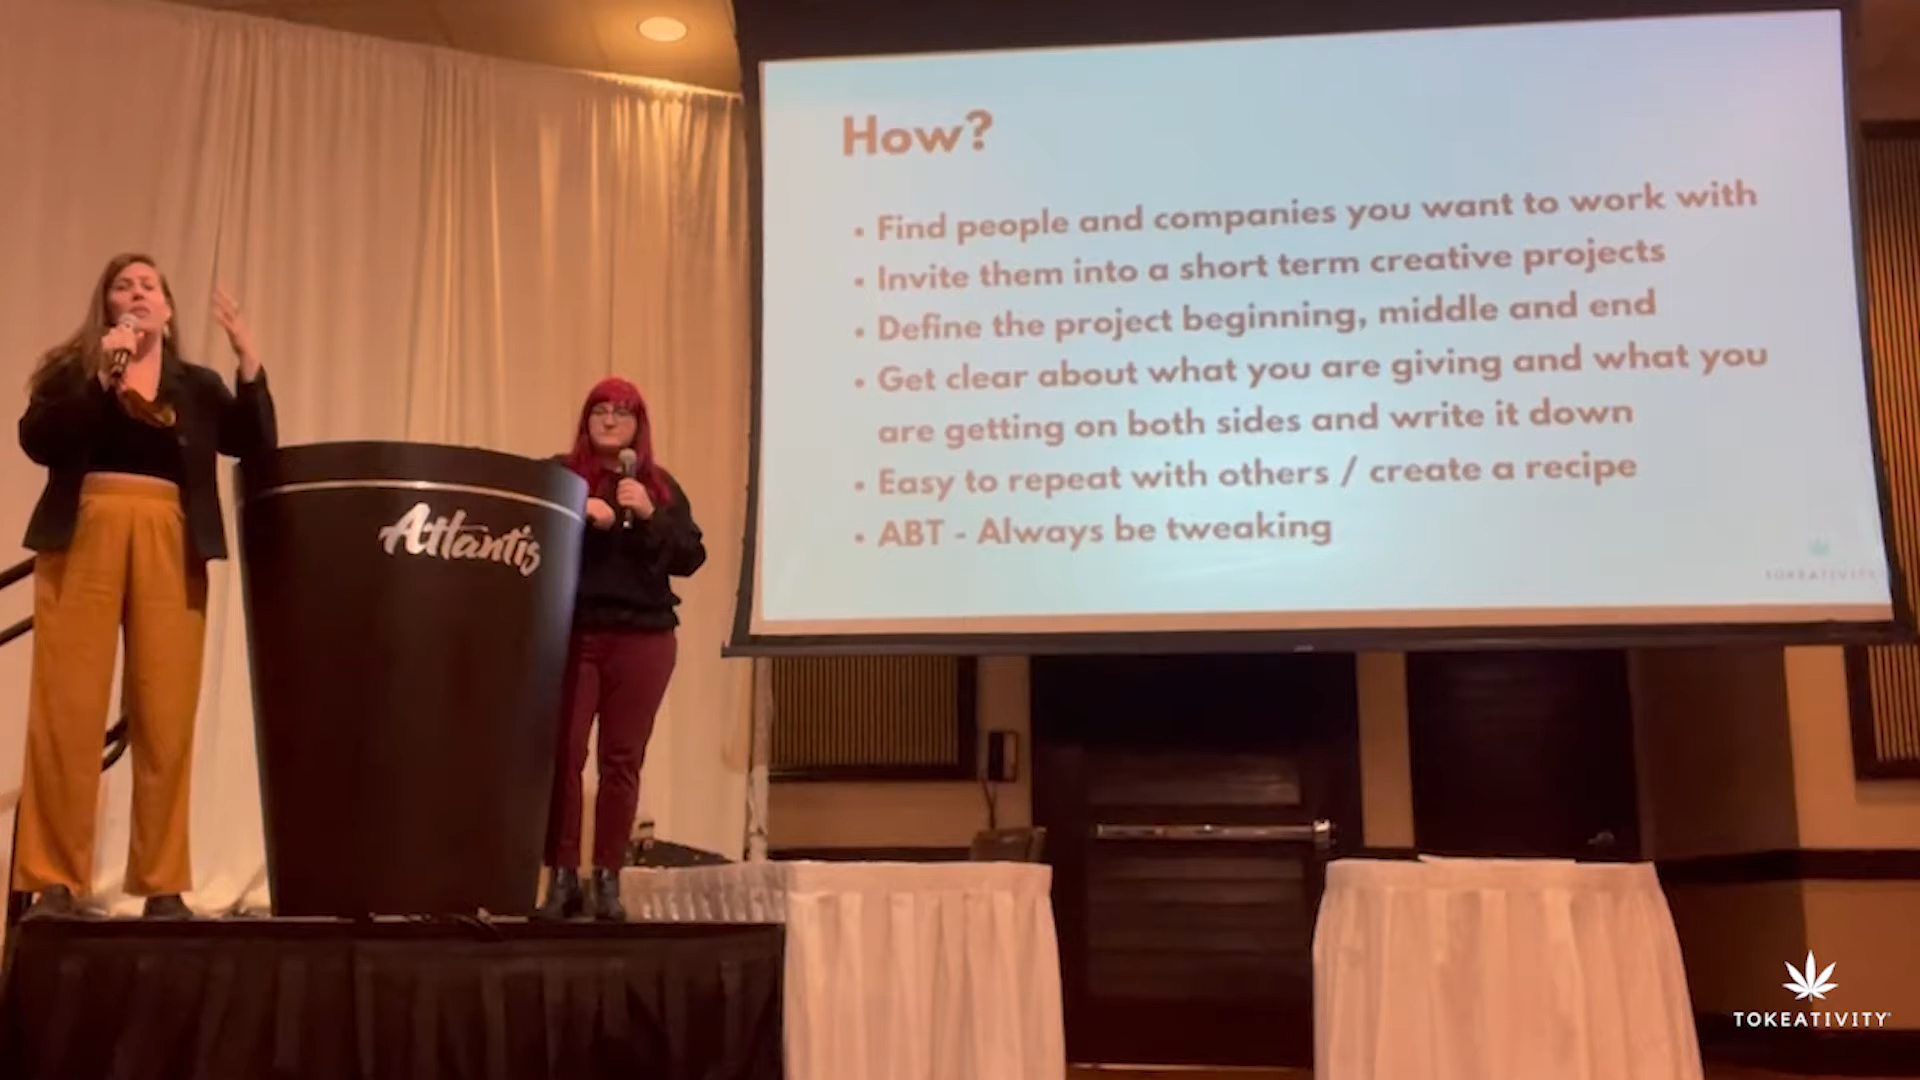 How?
• Find people and companies you want to work with
• Invite them into a short term creative projects
• Define the project beginning, middle and end
• Get clear about what you are giving and what you
are getting on both sides and write it down
• Easy to repeat with others / create a recipe
• ABT - Always be tweaking
TOKEATIVITY
Atlantis
TOKEATIVITY